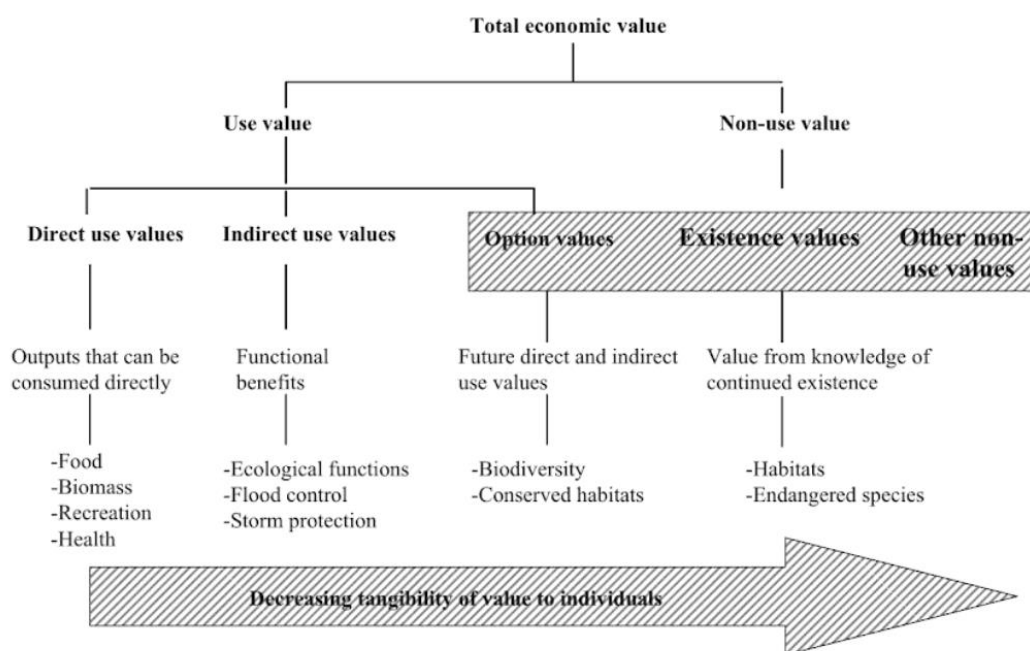 Total economic value
Use value
Non-use value
Direct use values
Indirect use values
Option values
Existence values
Other non-
use values
Outputs that can be
consumed directly
Functional
benefits
Future direct and indirect
use values
Value from knowledge of
continued existence
-Food
-Biomass
-Recreation
-Health
-Ecological functions
-Flood control
-Storm protection
-Biodiversity
-Conserved habitats
-Habitats
-Endangered species
Decreasing tangibility of value to individuals